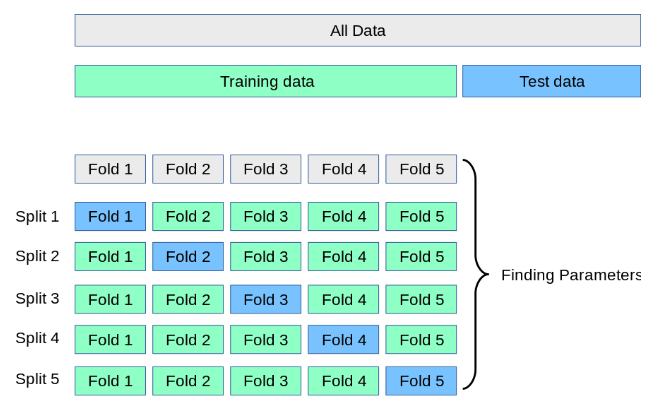 All Data
Training data Test data
Fold 1 Fold 2 Fold 3 Fold 4 Fold 5
Split 1 Fold 1 Fold 2 Fold 3 Fold 4 Fold 5
Split 2 Fold 1 Fold 2 Fold 3 Fold 4 Fold 5
Finding Parameters
Split 3 Fold 1 Fold 2 Fold 3 Fold 4 Fold 5
Split 4 Fold 1 Fold 2 Fold 3 Fold 4 Fold 5
Split 5 Fold 1 Fold 2 Fold 3 Fold 4 Fold 5